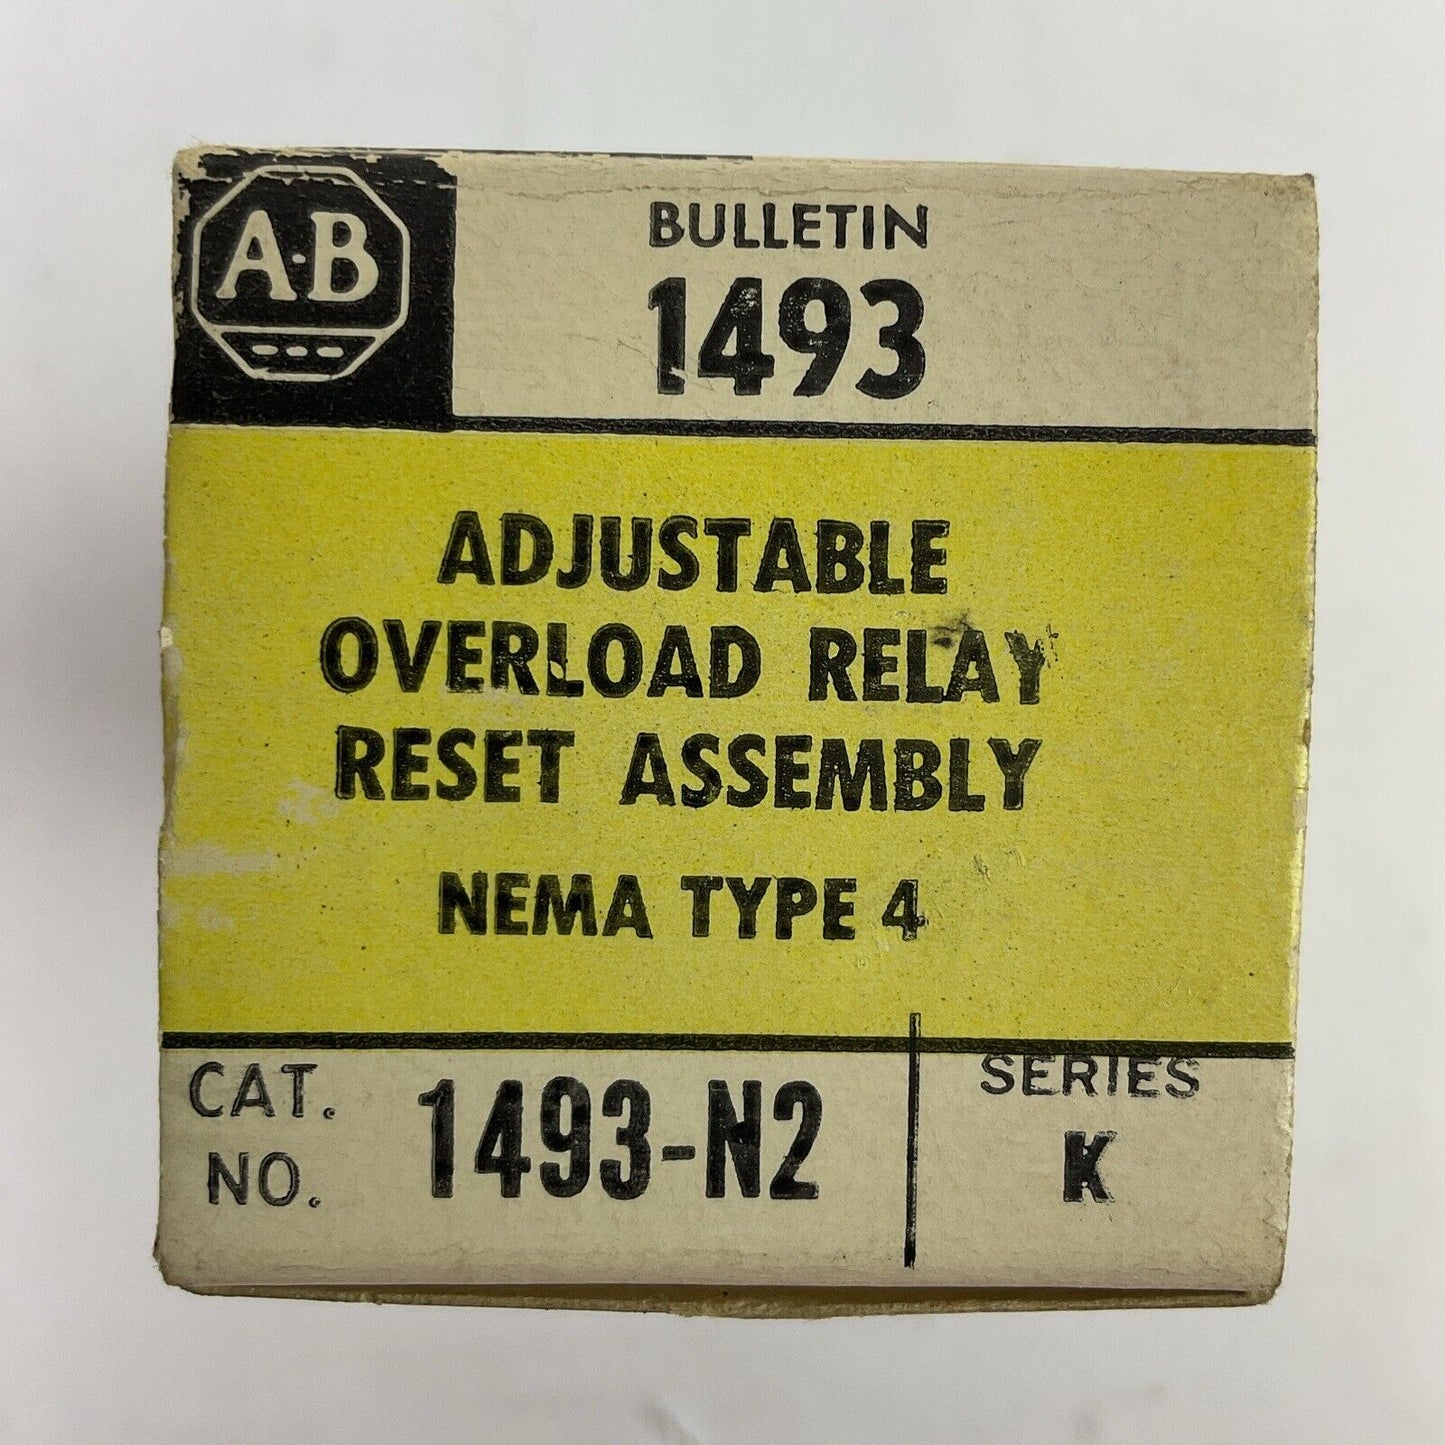 A-B
BULLETIN
1493
ADJUSTABLE
OVERLOAD RELAY
RESET ASSEMBLY
NEMA TYPE 4
CAT. NO. 1493-N2
SERIES
K